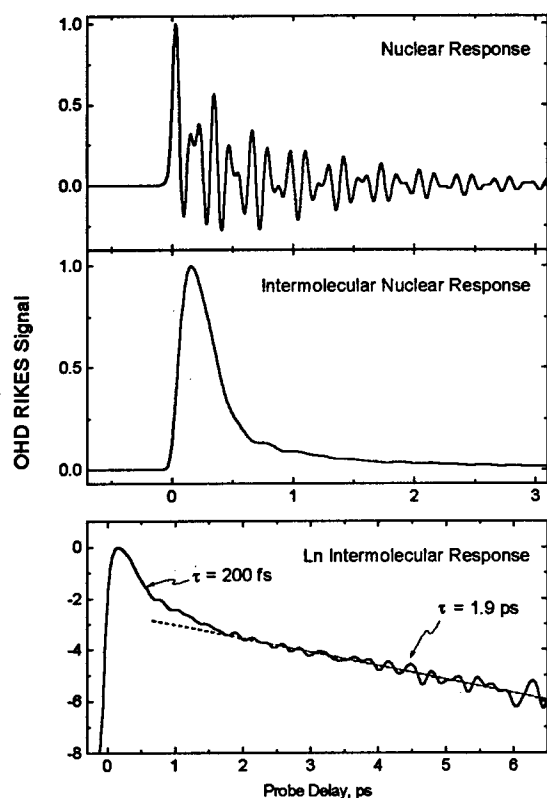 1.0
Nuclear Response
0.5
0.0
1.0
Intermolecular Nuclear Response
0.5
0.0
0 1 2 3
OHD RIKES Signal
0
Ln Intermolecular Response
τ = 200 fs
-2
τ = 1.9 ps
-4
-6
-8
0 1 2 3 4 5 6
Probe Delay, ps